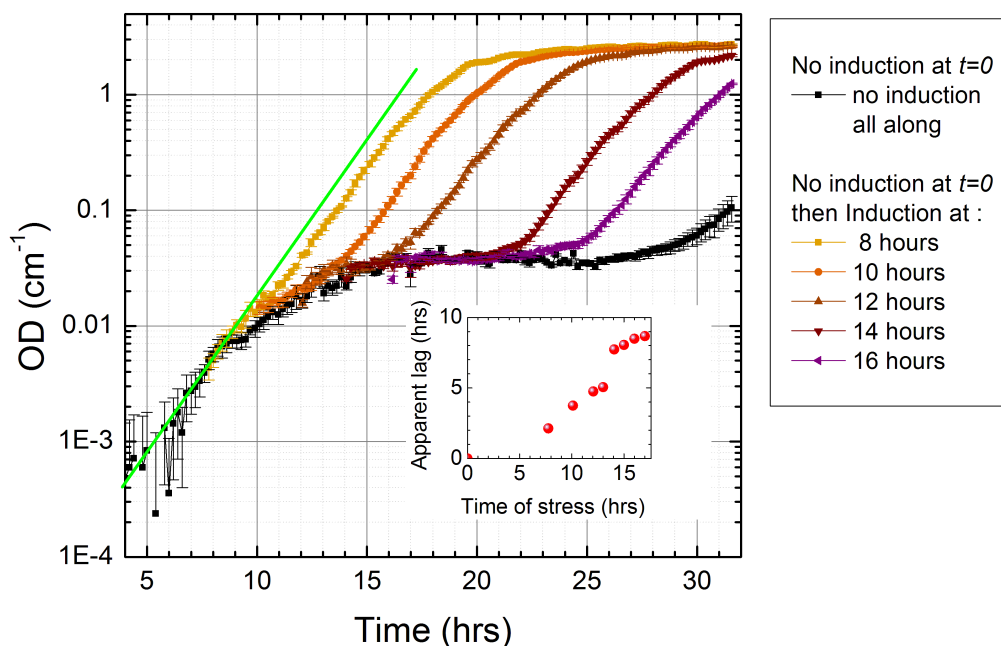 OD (cm-1)
1
0.1
0.01
1E-3
1E-4
5
10
15
20
25
30
Time (hrs)
Apparent lag (hrs)
10
5
0
0
5
10
15
Time of stress (hrs)
No induction at t=0
no induction
all along
No induction at t=0
then Induction at :
8 hours
10 hours
12 hours
14 hours
16 hours